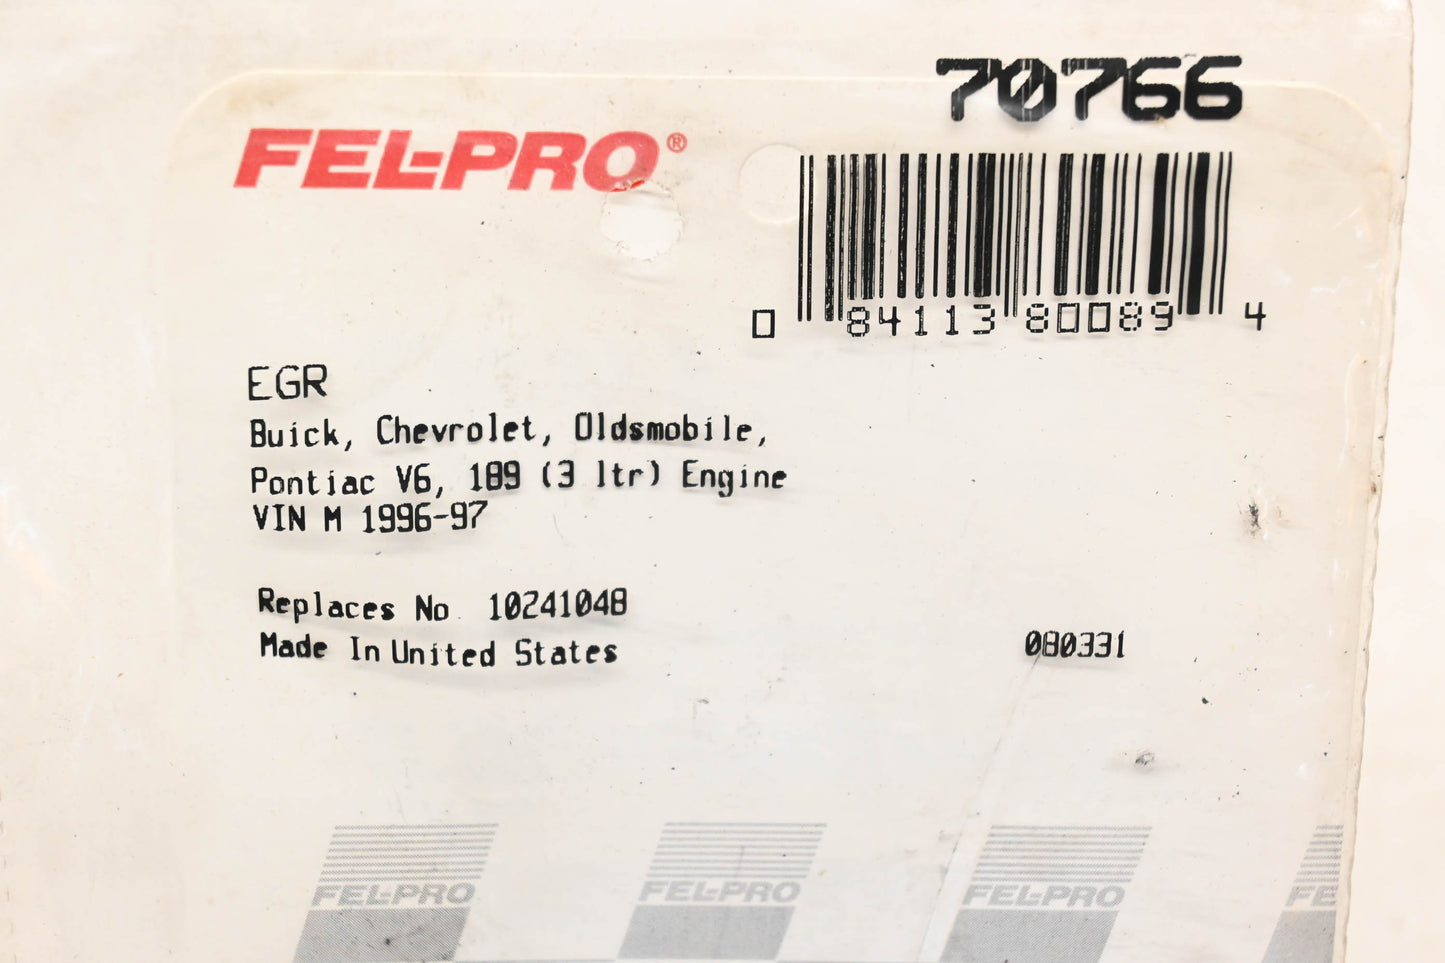 70766
FEL-PRO®
0 84113 80089 4
EGR
Buick, Chevrolet, Oldsmobile,
Pontiac V6, 189 (3 ltr) Engine
VIN M 1996-97
Replaces No. 10241048
Made In United States
080331
FEL-PRO FEL-PRO FEL-PRO FE